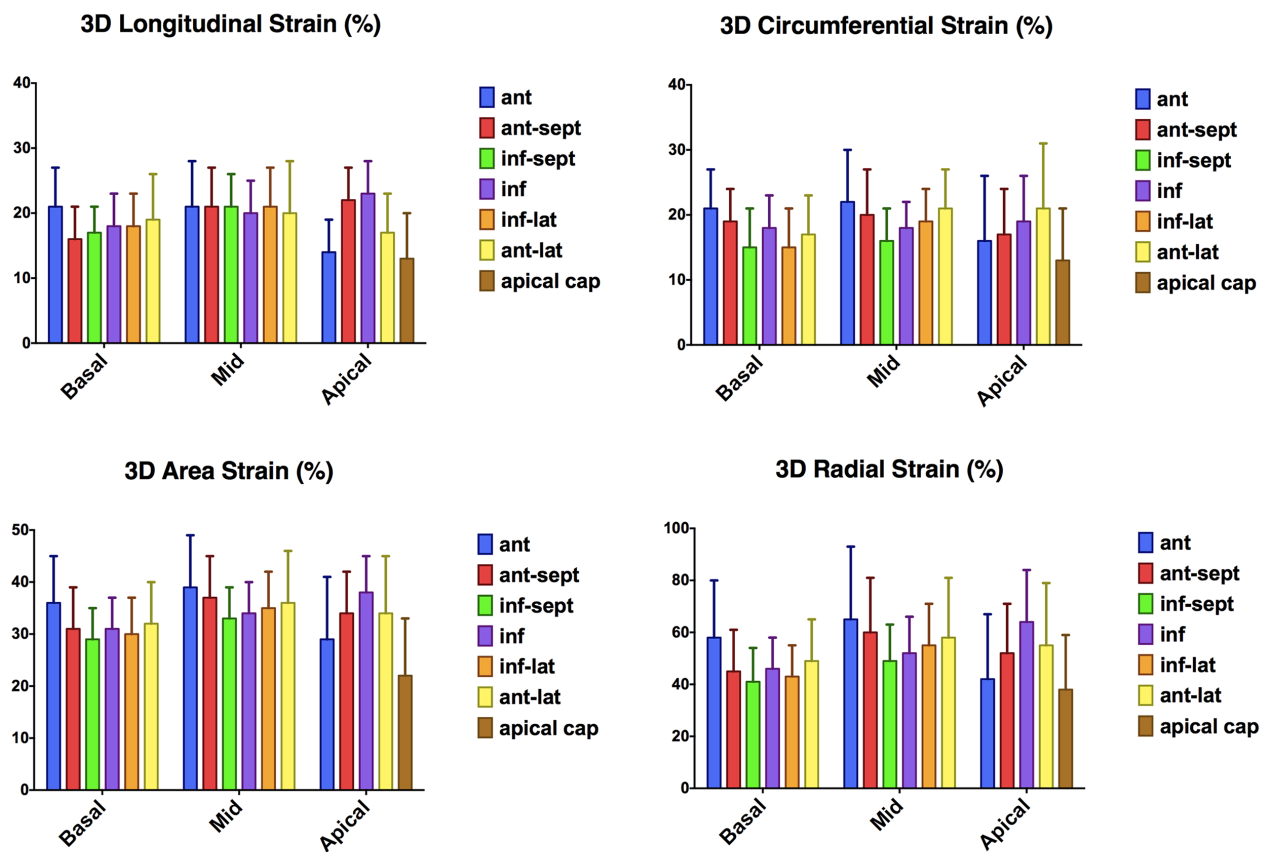 3D Longitudinal Strain (%)
40
30
20
10
0
Basal
Mid
Apical
ant
ant-sept
inf-sept
inf
inf-lat
ant-lat
apical cap
3D Circumferential Strain (%)
40
30
20
10
0
Basal
Mid
Apical
ant
ant-sept
inf-sept
inf
inf-lat
ant-lat
apical cap
3D Area Strain (%)
50
40
30
20
10
0
Basal
Mid
Apical
ant
ant-sept
inf-sept
inf
inf-lat
ant-lat
apical cap
3D Radial Strain (%)
100
80
60
40
20
0
Basal
Mid
Apical
ant
ant-sept
inf-sept
inf
inf-lat
ant-lat
apical cap